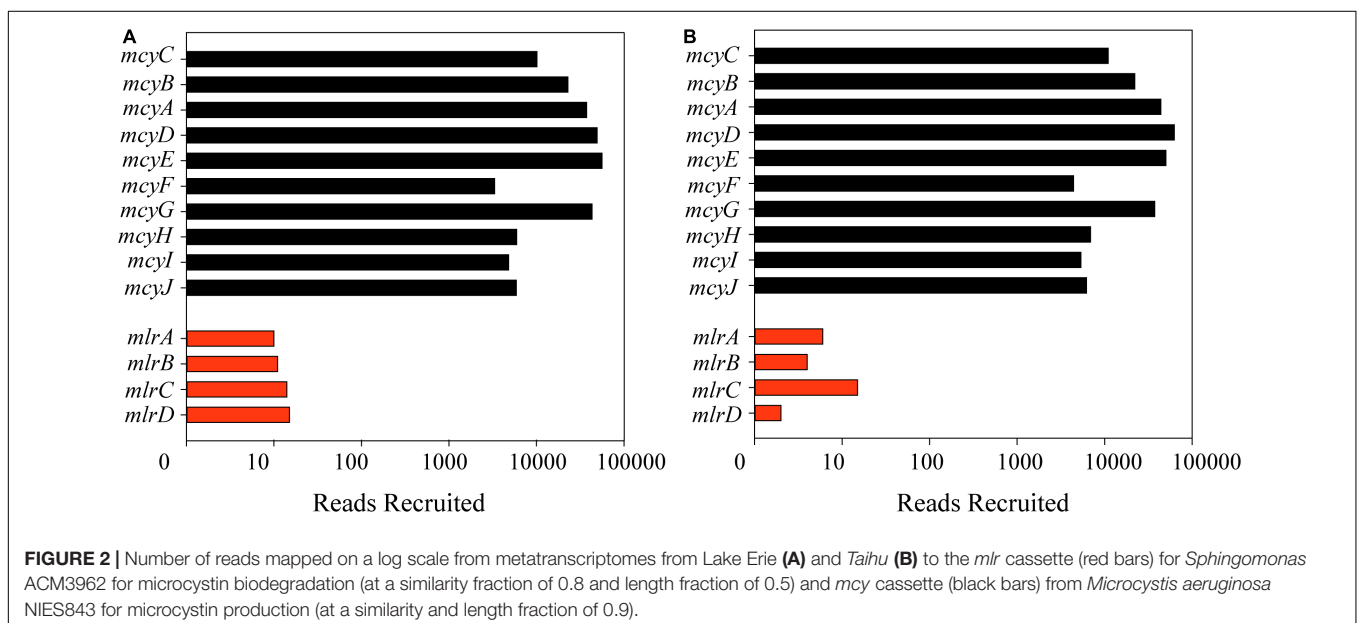 A
mcyC
mcyB
mcyA
mcyD
mcyE
mcyF
mcyG
mcyH
mcyI
mcyJ
mlrA
mlrB
mlrC
mlrD
0 10 100 1000 10000 100000
Reads Recruited
B
mcyC
mcyB
mcyA
mcyD
mcyE
mcyF
mcyG
mcyH
mcyI
mcyJ
mlrA
mlrB
mlrC
mlrD
0 10 100 1000 10000 100000
Reads Recruited
FIGURE 2 | Number of reads mapped on a log scale from metatranscriptomes from Lake Erie (A) and Taihu (B) to the mlr cassette (red bars) for Sphingomonas
ACM3962 for microcystin biodegradation (at a similarity fraction of 0.8 and length fraction of 0.5) and mcy cassette (black bars) from Microcystis aeruginosa
NIES843 for microcystin production (at a similarity and length fraction of 0.9).